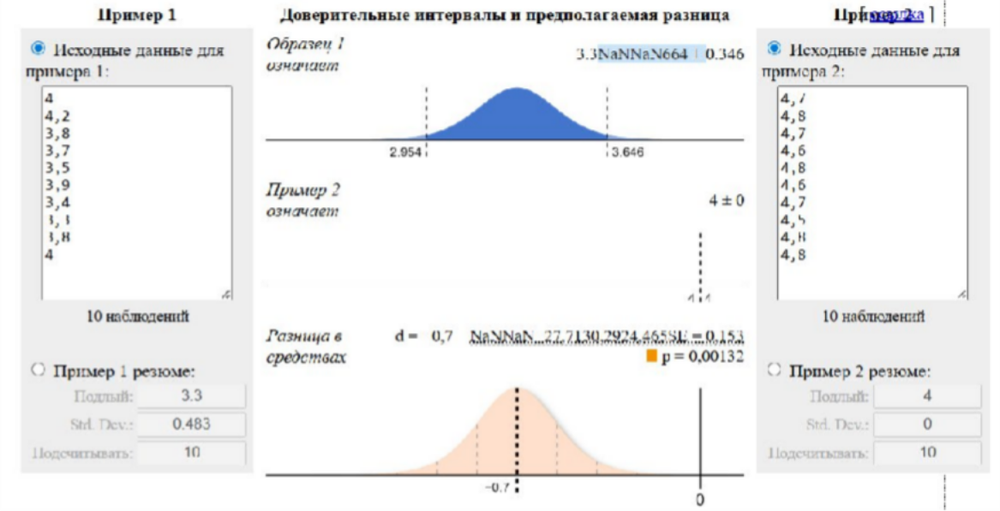 Пример 1
Исходные данные для
примера 1:
4
4,2
3,8
3,7
3,5
3,9
3,4
3,3
3,8
4
10 наблюдений
Пример 1 резюме:
Подлый: 3.3
Std. Dev.: 0.483
Подсчитывать: 10
Доверительные интервалы и предполагаемая разница
Образец 1
означает
3.3NaNNaN664 ± 0.346
2.954
3.646
Пример 2
означает
4 ± 0
4 4
Разница в
средствах
d = 0,7 NaNNaN 27.7130.2924.465SE = 0.153
p = 0,00132
-0.7
0
Пример 2
[ ссылка ]
Исходные данные для
примера 2:
4,7
4,8
4,7
4,6
4,8
4,6
4,7
4,5
4,8
4,8
10 наблюдений
Пример 2 резюме:
Подлый: 4
Std. Dev.: 0
Подсчитывать: 10